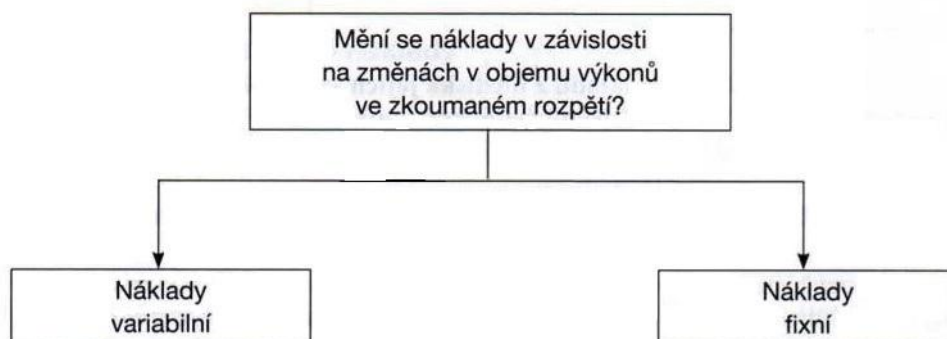 Mění se náklady v závislosti
na změnách v objemu výkonů
ve zkoumaném rozpětí?
Náklady
variabilní
Náklady
fixní